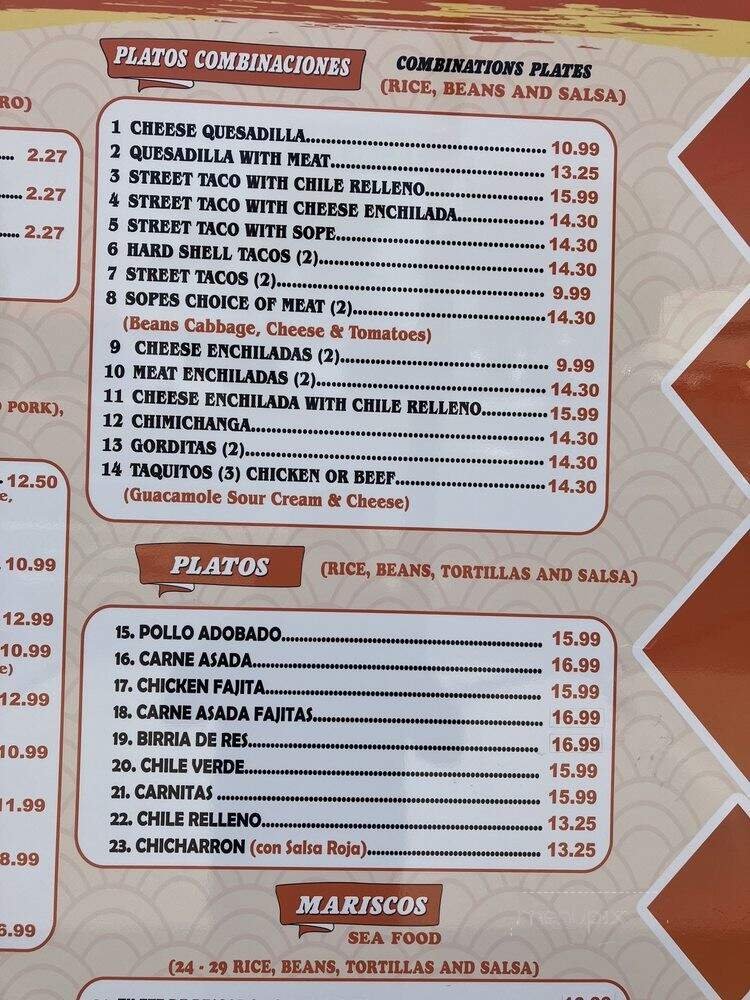 RO)
2.27
2.27
2.27
PORK),
12.50
e,
10.99
12.99
10.99
e)
12.99
10.99
1.99
8.99
6.99
PLATOS COMBINACIONES
COMBINATIONS PLATES
(RICE, BEANS AND SALSA)
1 CHEESE QUESADILLA........ 10.99
2 QUESADILLA WITH MEAT........ 13.25
3 STREET TACO WITH CHILE RELLENO........ 15.99
4 STREET TACO WITH CHEESE ENCHILADA........ 14.30
5 STREET TACO WITH SOPE........ 14.30
6 HARD SHELL TACOS (2)........ 14.30
7 STREET TACOS (2)........ 9.99
8 SOPES CHOICE OF MEAT (2)........ 14.30
(Beans Cabbage, Cheese & Tomatoes)
9 CHEESE ENCHILADAS (2)........ 9.99
10 MEAT ENCHILADAS (2)........ 14.30
11 CHEESE ENCHILADA WITH CHILE RELLENO........ 15.99
12 CHIMICHANGA........ 14.30
13 GORDITAS (2)........ 14.30
14 TAQUITOS (3) CHICKEN OR BEEF........ 14.30
(Guacamole Sour Cream & Cheese)
PLATOS
(RICE, BEANS, TORTILLAS AND SALSA)
15. POLLO ADOBADO........ 15.99
16. CARNE ASADA........ 16.99
17. CHICKEN FAJITA........ 15.99
18. CARNE ASADA FAJITAS........ 16.99
19. BIRRIA DE RES........ 16.99
20. CHILE VERDE........ 15.99
21. CARNITAS ........ 15.99
22. CHILE RELLENO........ 13.25
23. CHICHARRON (con Salsa Roja)........ 13.25
MARISCOS
SEA FOOD
(24 - 29 RICE, BEANS, TORTILLAS AND SALSA)